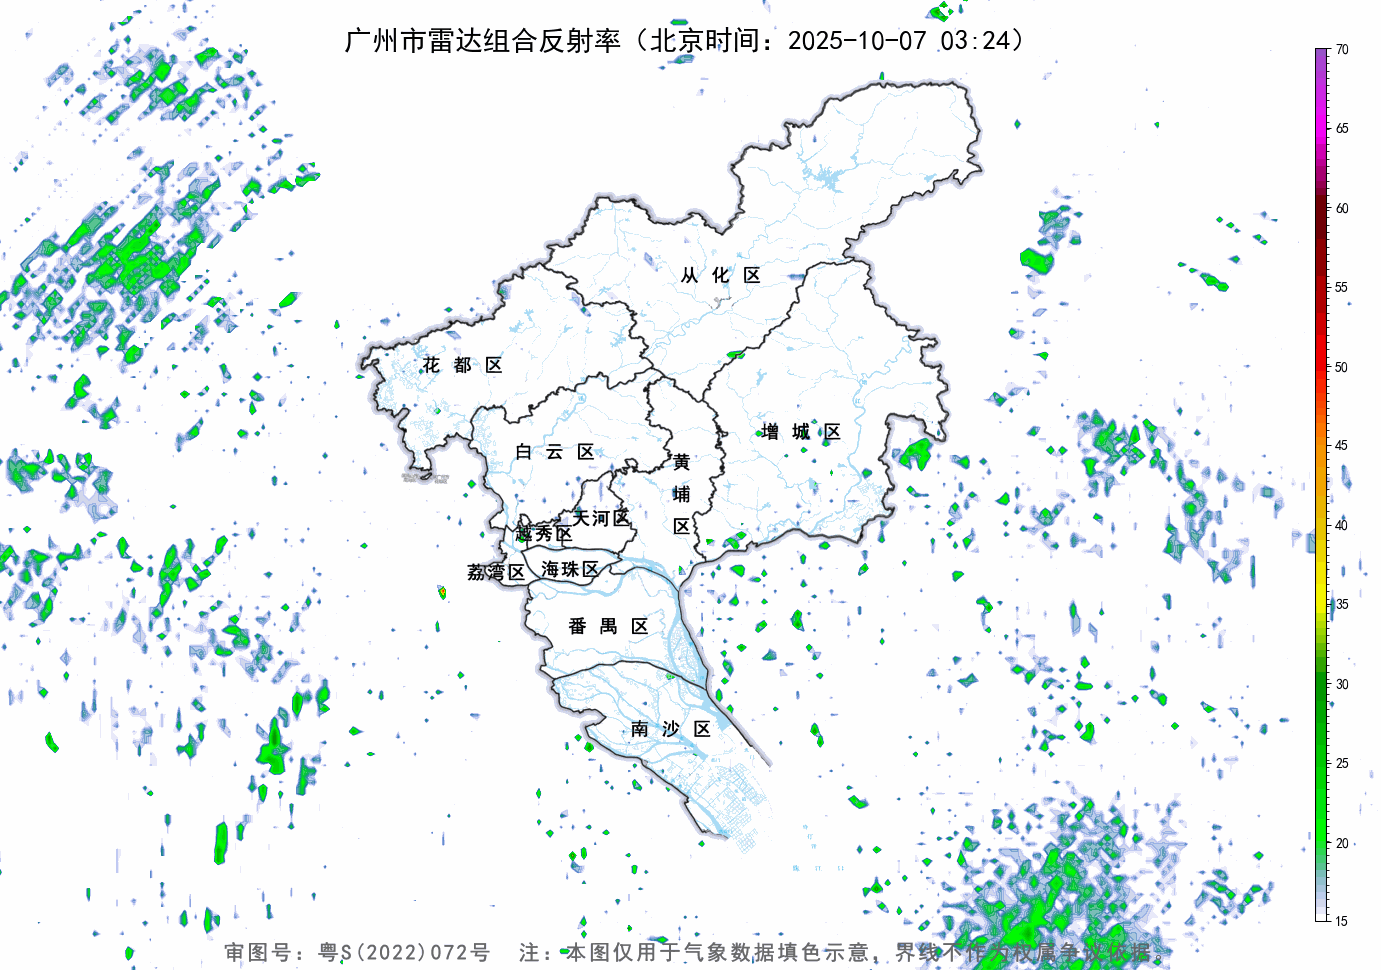 广州市雷达组合反射率（北京时间：2025-10-07 03:24）
70
65
60
55
50
45
40
35
30
25
20
15
从化区
花都区
增城区
白云区
黄埔区
天河区
越秀区
荔湾区
海珠区
番禺区
南沙区
审图号：粤S(2022)072号 注：本图仅用于气象数据填色示意，界线不作为权属争议依据。